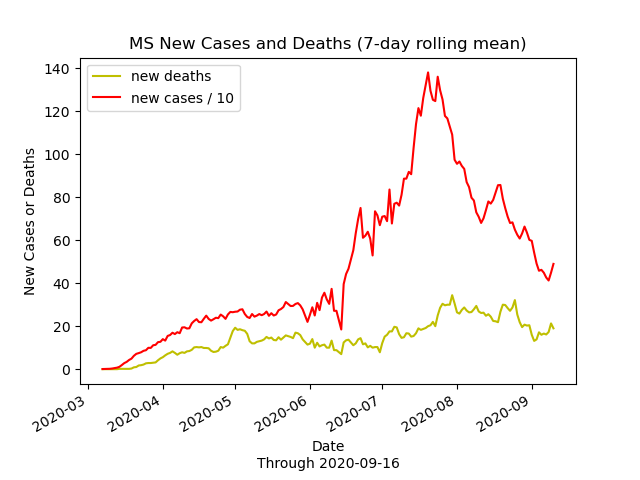 MS New Cases and Deaths (7-day rolling mean)
new deaths
new cases / 10
New Cases or Deaths
140
120
100
80
60
40
20
0
2020-03
2020-04
2020-05
2020-06
2020-07
2020-08
2020-09
Date
Through 2020-09-16